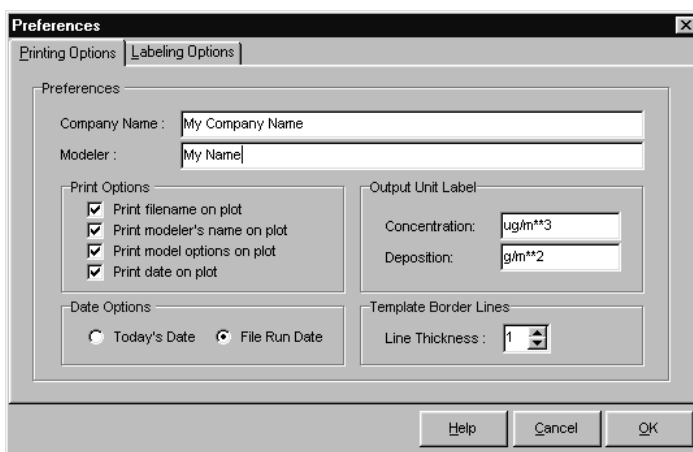 Preferences
Printing Options Labeling Options
Preferences
Company Name : My Company Name
Modeler : My Name
Print Options
Print filename on plot
Print modeler's name on plot
Print model options on plot
Print date on plot
Output Unit Label
Concentration: ug/m**3
Deposition: g/m**2
Date Options
Today's Date File Run Date
Template Border Lines
Line Thickness : 1
Help Cancel OK